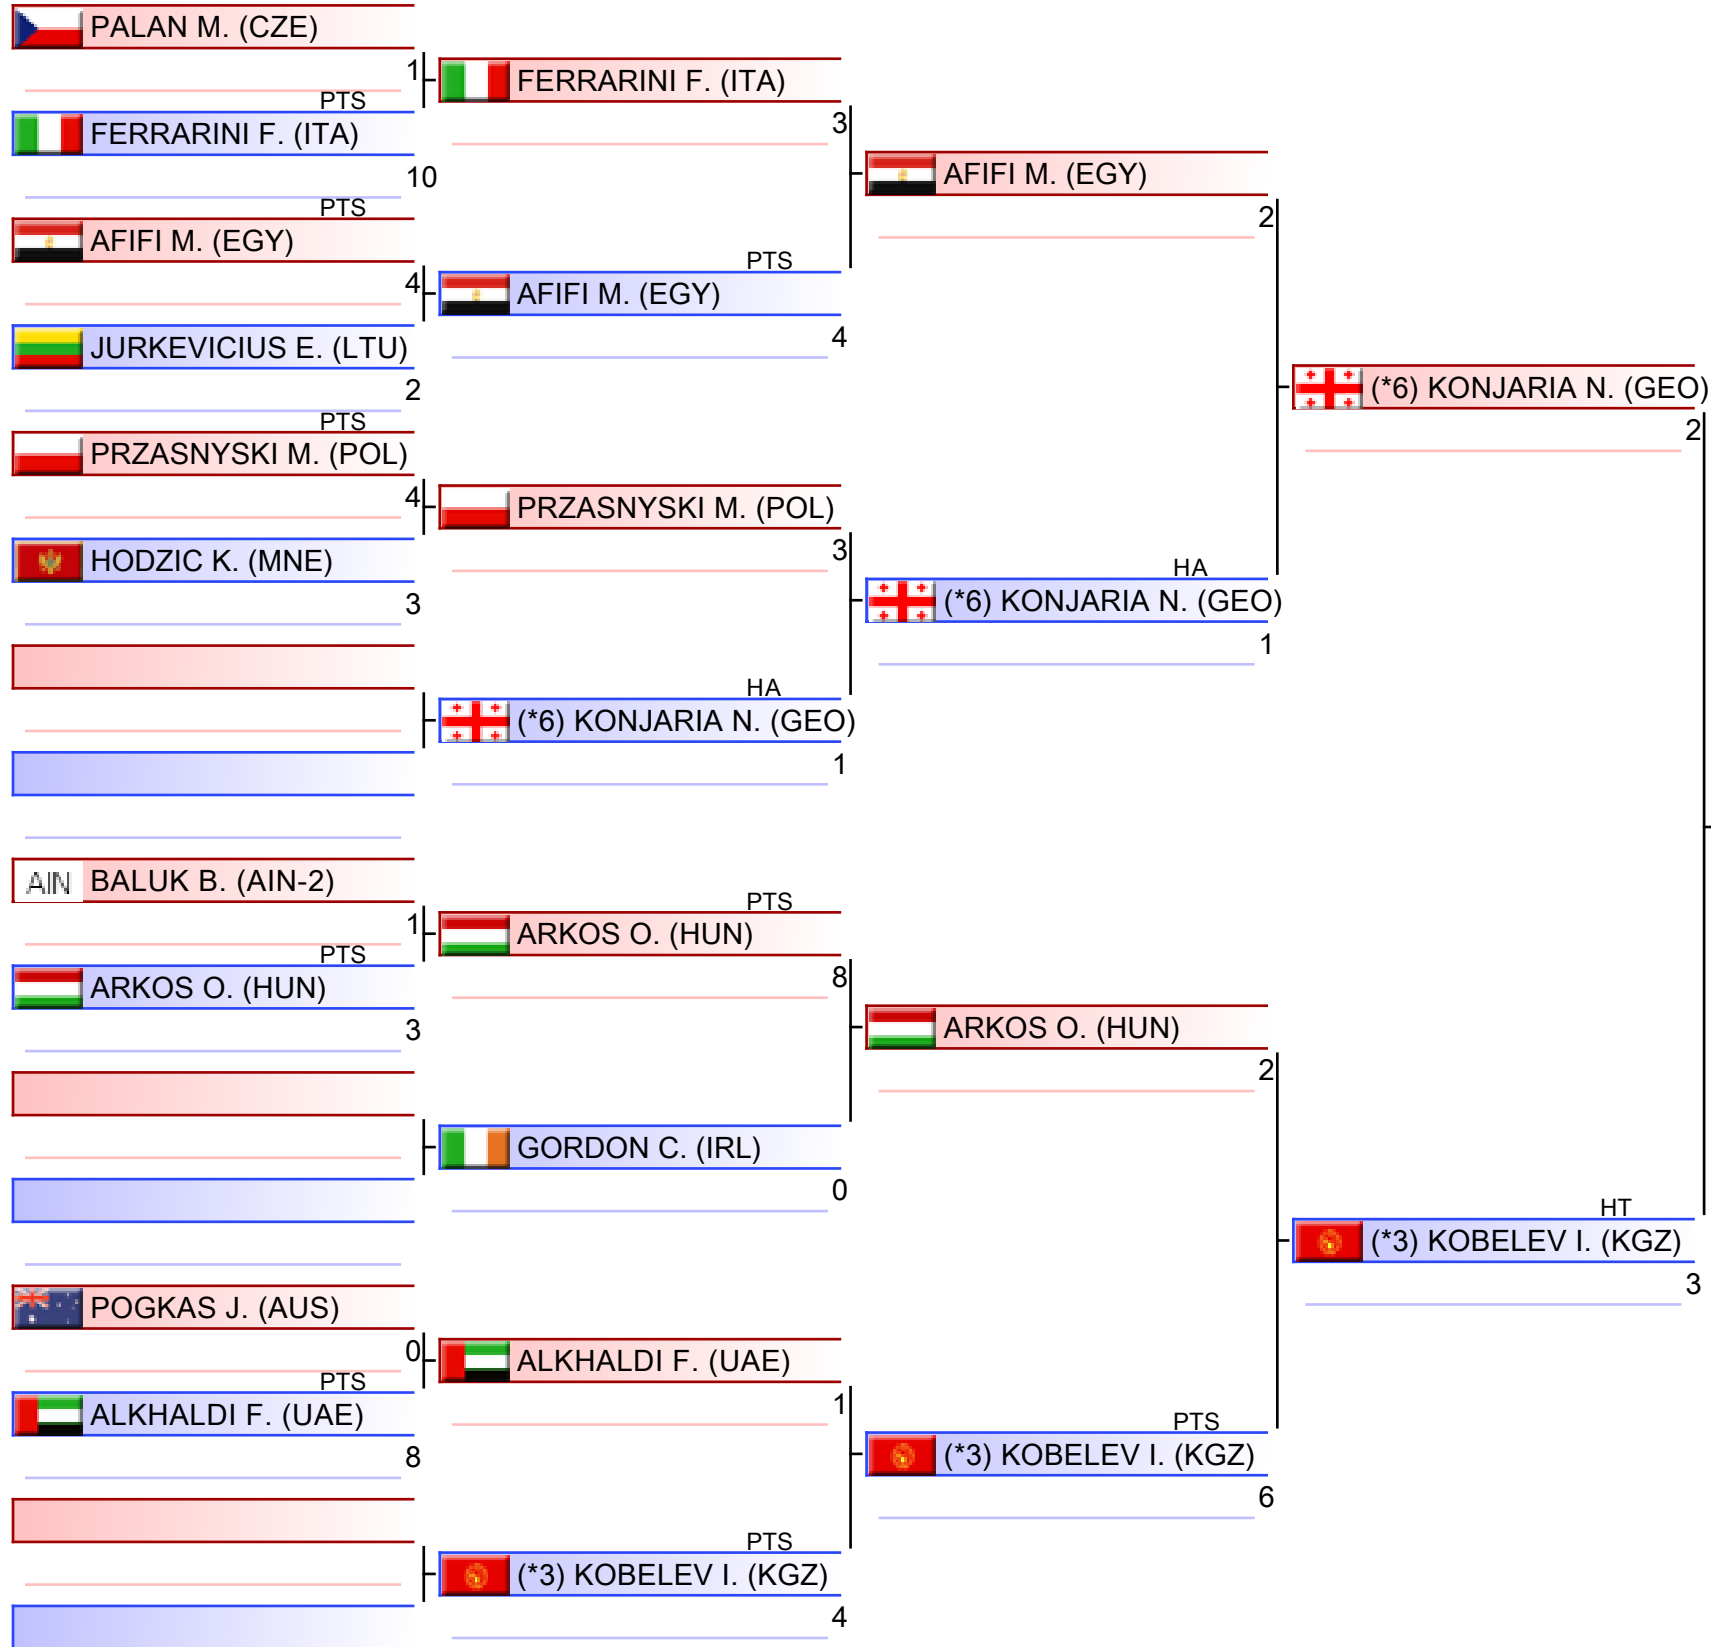 PALAN M. (CZE)
1
PTS
FERRARINI F. (ITA)
10
PTS
AFIFI M. (EGY)
4
JURKEVICIUS E. (LTU)
2
PTS
PRZASNYSKI M. (POL)
4
HODZIC K. (MNE)
3
AIN BALUK B. (AIN-2)
1
PTS
ARKOS O. (HUN)
3
POGKAS J. (AUS)
0
PTS
ALKHALDI F. (UAE)
8
FERRARINI F. (ITA)
3
PTS
AFIFI M. (EGY)
4
PRZASNYSKI M. (POL)
3
HA
(*6) KONJARIA N. (GEO)
1
PTS
ARKOS O. (HUN)
8
GORDON C. (IRL)
0
ALKHALDI F. (UAE)
1
PTS
(*3) KOBELEV I. (KGZ)
4
AFIFI M. (EGY)
2
HA
(*6) KONJARIA N. (GEO)
1
ARKOS O. (HUN)
2
PTS
(*3) KOBELEV I. (KGZ)
6
(*6) KONJARIA N. (GEO)
2
HT
(*3) KOBELEV I. (KGZ)
3